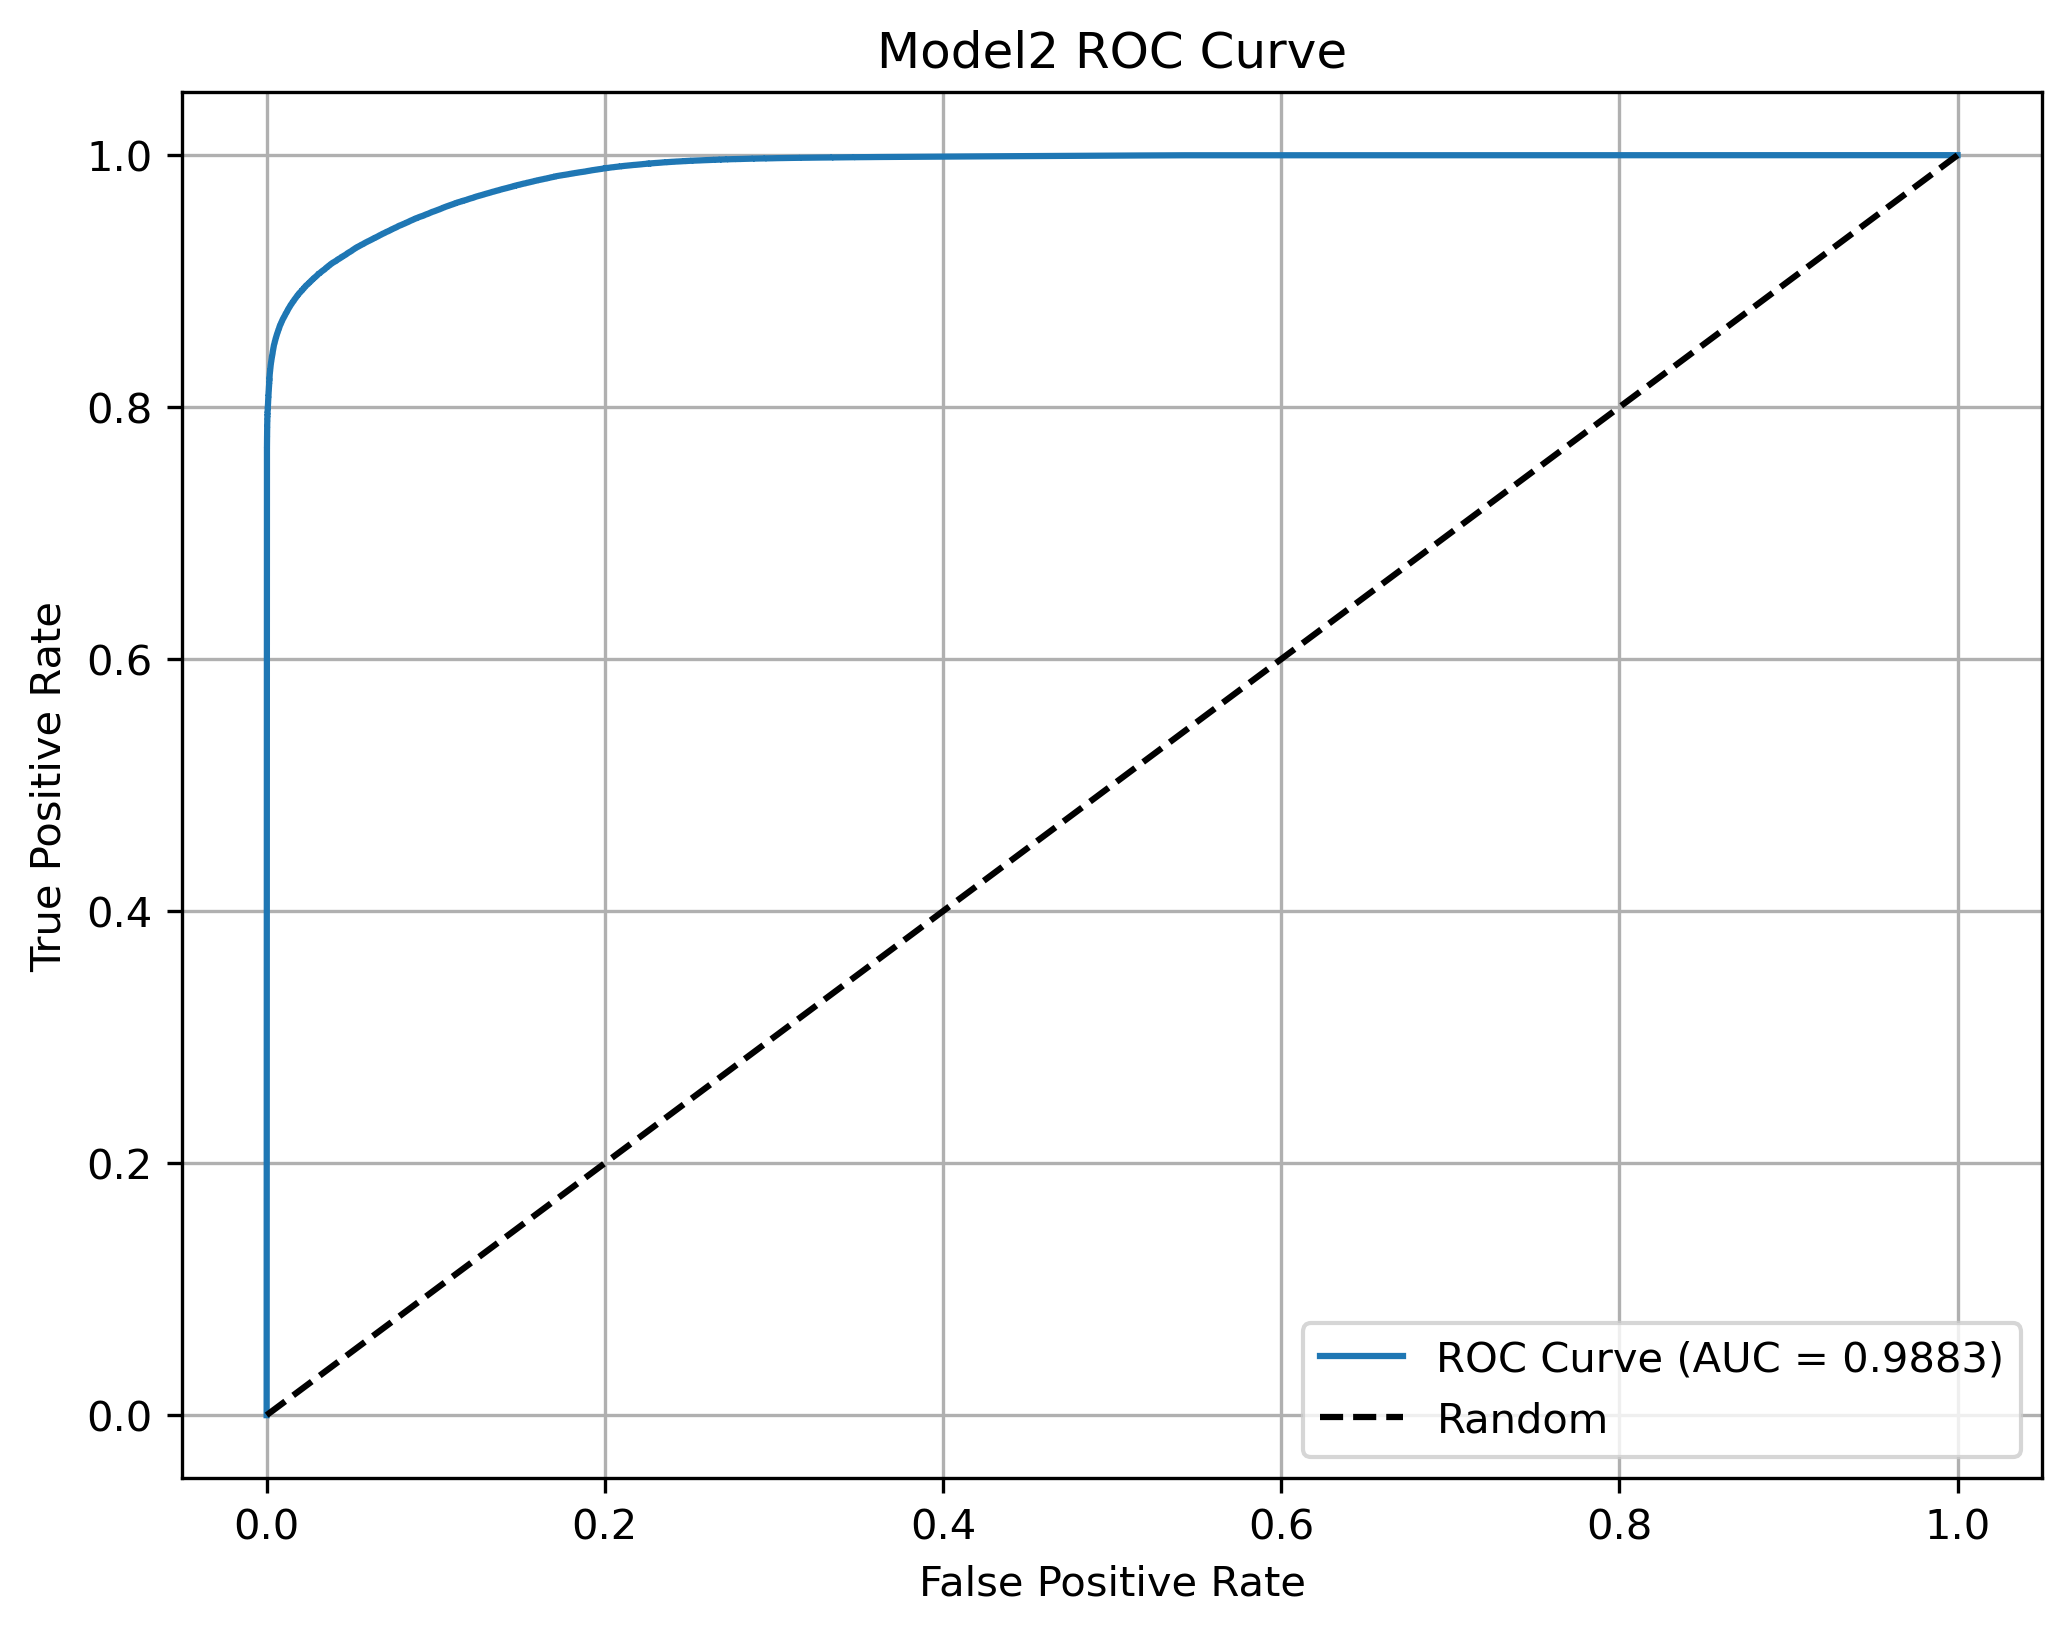 Model2 ROC Curve
True Positive Rate
1.0
0.8
0.6
0.4
0.2
0.0
0.0 0.2 0.4 0.6 0.8 1.0
False Positive Rate
ROC Curve (AUC = 0.9883)
Random